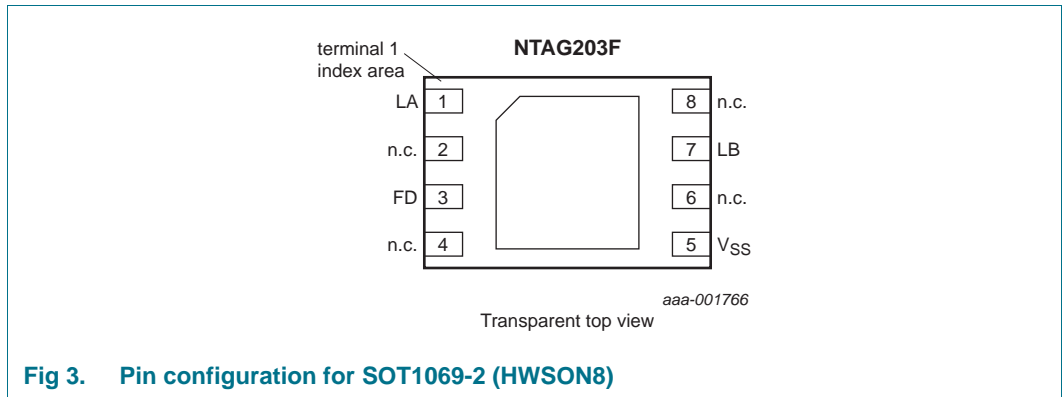 terminal 1
index area
NTAG203F
LA 1
8 n.c.
n.c. 2
7 LB
FD 3
6 n.c.
n.c. 4
5 VSS
aaa-001766
Transparent top view
Fig 3. Pin configuration for SOT1069-2 (HWSON8)